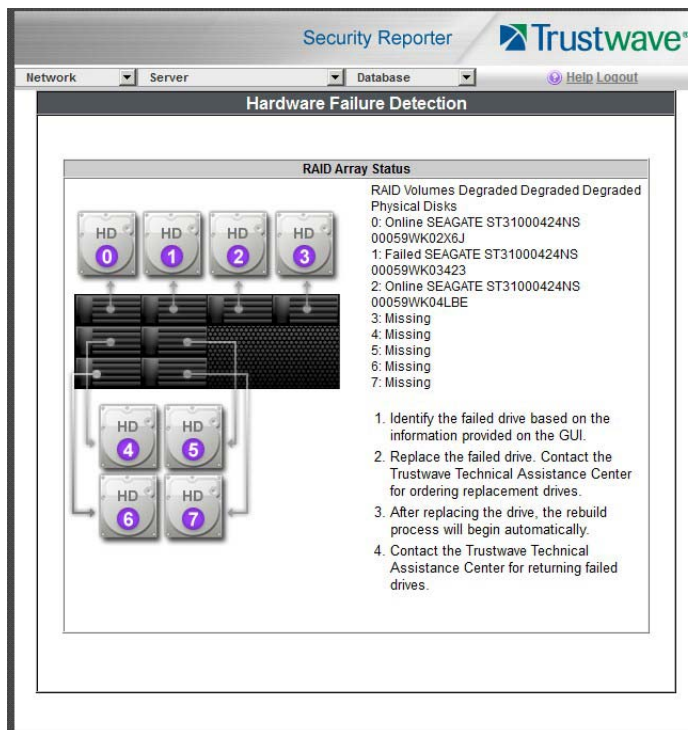 Security Reporter
Trustwave®
Network Server Database Help Logout
Hardware Failure Detection
RAID Array Status
RAID Volumes Degraded Degraded Degraded
Physical Disks
0: Online SEAGATE ST31000424NS
00059WK02X6J
1: Failed SEAGATE ST31000424NS
00059WK03423
2: Online SEAGATE ST31000424NS
00059WK04LBE
3: Missing
4: Missing
5: Missing
6: Missing
7: Missing
HD HD HD HD
0 1 2 3
HD HD
4 5
HD HD
6 7
1. Identify the failed drive based on the
information provided on the GUI.
2. Replace the failed drive. Contact the
Trustwave Technical Assistance Center
for ordering replacement drives.
3. After replacing the drive, the rebuild
process will begin automatically.
4. Contact the Trustwave Technical
Assistance Center for returning failed
drives.